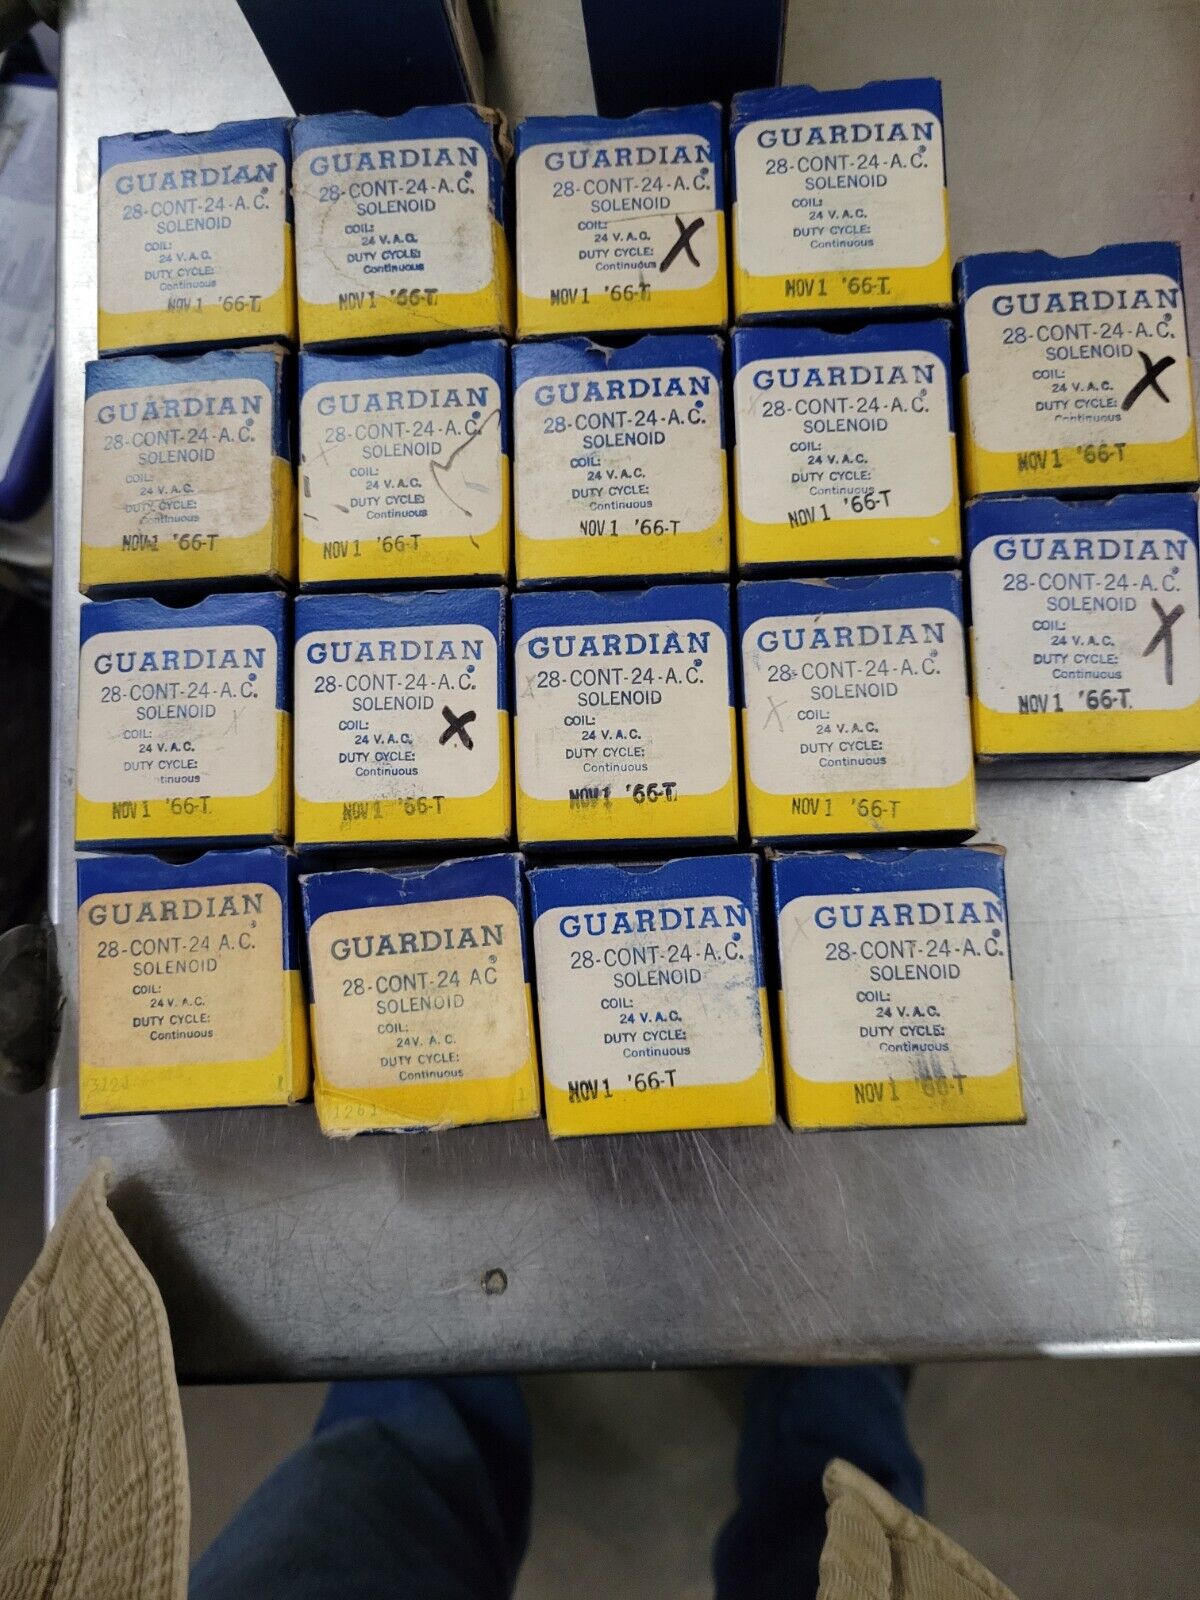 GUARDIAN
28-CONT-24-A.C.
SOLENOID
COIL:
24 V.A.C.
DUTY CYCLE:
Continuous
NOV 1 '66-T
GUARDIAN
28-CONT-24-A.C.
SOLENOID
COIL:
24 V.A.C.
DUTY CYCLE:
Continuous
NOV 1 '66-T
GUARDIAN
28-CONT-24-A.C.
SOLENOID
COIL:
24 V.A.C.
DUTY CYCLE:
Continuous
X
NOV 1 '66-T
GUARDIAN
28-CONT-24-A.C.
SOLENOID
COIL:
24 V.A.C.
DUTY CYCLE:
Continuous
NOV 1 '66-T
GUARDIAN
28-CONT-24-A.C.
SOLENOID
COIL:
24 V.A.C.
DUTY CYCLE:
Continuous
X
NOV 1 '66-T
GUARDIAN
28-CONT-24-A.C.
SOLENOID
COIL:
24 V.A.C.
DUTY CYCLE:
Continuous
NOV 1 '66-T
GUARDIAN
28-CONT-24-A.C.
SOLENOID
COIL:
24 V.A.C.
DUTY CYCLE:
Continuous
NOV 1 '66-T
GUARDIAN
28-CONT-24-A.C.
SOLENOID
COIL:
24 V.A.C.
DUTY CYCLE:
Continuous
NOV 1 '66-T
GUARDIAN
28-CONT-24-A.C.
SOLENOID
COIL:
24 V.A.C.
DUTY CYCLE:
Continuous
NOV 1 '66-T
GUARDIAN
28-CONT-24-A.C.
SOLENOID
COIL:
24 V.A.C.
DUTY CYCLE:
Continuous
X
NOV 1 '66-T
GUARDIAN
28-CONT-24-A.C.
SOLENOID
X
COIL:
24 V.A.C.
DUTY CYCLE:
Continuous
NOV 1 '66-T
GUARDIAN
28-CONT-24-A.C.
SOLENOID
COIL:
24 V.A.C.
X
DUTY CYCLE:
Continuous
NOV 1 '66-T
GUARDIAN
X
28-CONT-24-A.C.
SOLENOID
COIL:
24 V.A.C.
DUTY CYCLE:
Continuous
NOV 1 '66-T
GUARDIAN
28-CONT-24-A.C.
SOLENOID
X
COIL:
24 V.A.C.
DUTY CYCLE:
Continuous
NOV 1 '66-T
GUARDIAN
28-CONT-24 A.C.
SOLENOID
COIL:
24 V.A.C.
DUTY CYCLE:
Continuous
1
GUARDIAN
28-CONT-24 AC
SOLENOID
COIL:
24V. A. C.
DUTY CYCLE:
Continuous
1261 1
GUARDIAN
28-CONT-24-A.C.
SOLENOID
COIL:
24 V.A.C.
DUTY CYCLE:
Continuous
NOV 1 '66-T
X GUARDIAN
28-CONT-24-A.C.
SOLENOID
COIL:
24 V.A.C.
DUTY CYCLE:
Continuous
NOV 1 '66-T